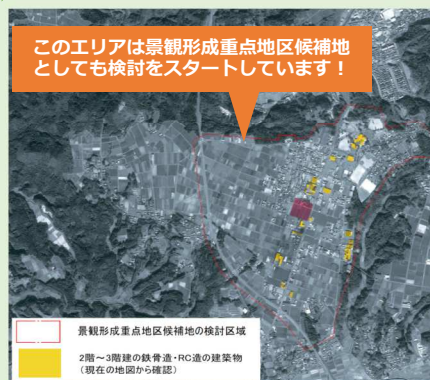 このエリアは景観形成重点地区候補地
としても検討をスタートしています！
景観形成重点地区候補地の検討区域
2階～3階建の鉄骨造・RC造の建築物
（現在の地図から確認）